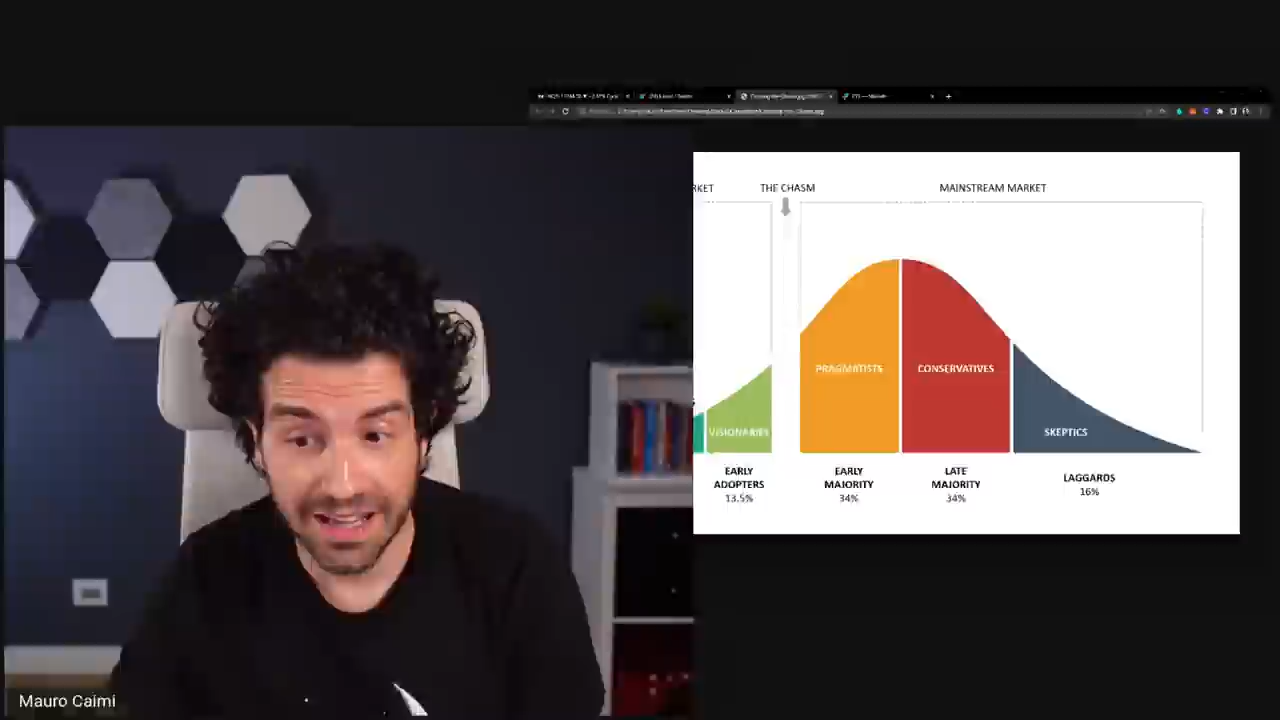 RKET
THE CHASM
MAINSTREAM MARKET
PRAGMATISTS
CONSERVATIVES
VISIONARIES
SKEPTICS
EARLY
ADOPTERS
13.5%
EARLY
MAJORITY
34%
LATE
MAJORITY
34%
LAGGARDS
16%
Mauro Caimi